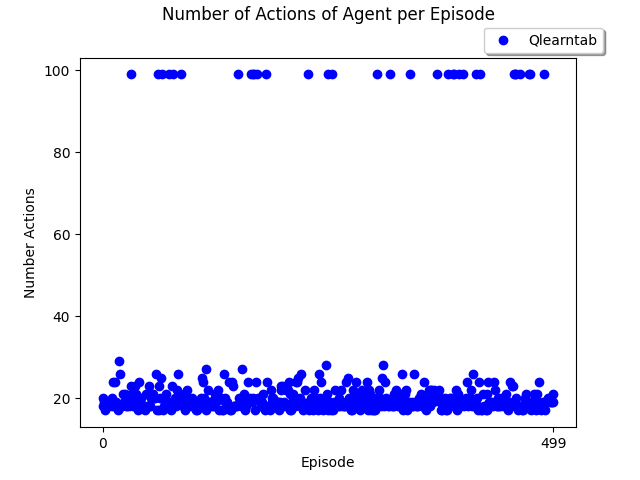 Number of Actions of Agent per Episode
Qlearntab
100
80
60
40
20
Number Actions
0
499
Episode